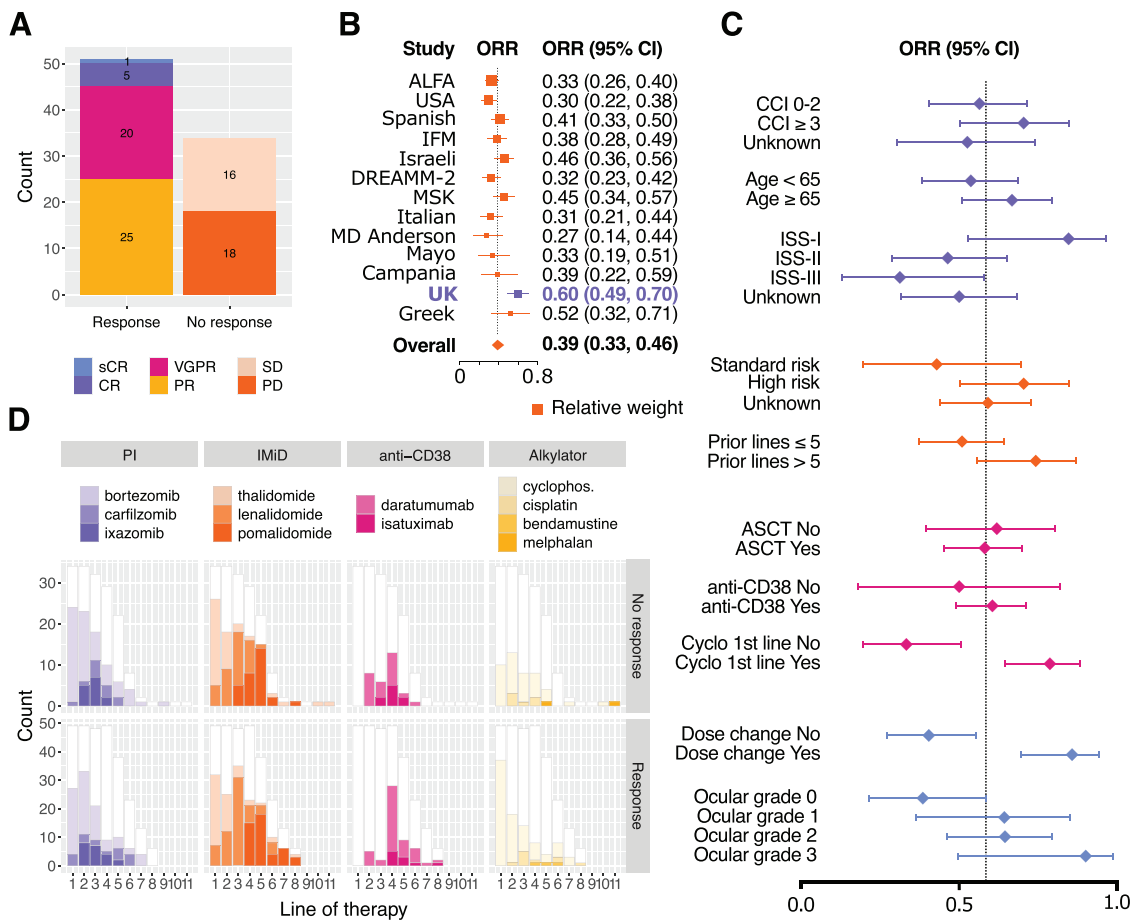 A
50
40
30
20
10
0
Count
1
5
20
25
16
18
Response
No response
sCR
VGPR
SD
CR
PR
PD
B
Study ORR ORR (95% CI)
ALFA 0.33 (0.26, 0.40)
USA 0.30 (0.22, 0.38)
Spanish 0.41 (0.33, 0.50)
IFM 0.38 (0.28, 0.49)
Israeli 0.46 (0.36, 0.56)
DREAMM-2 0.32 (0.23, 0.42)
MSK 0.45 (0.34, 0.57)
Italian 0.31 (0.21, 0.44)
MD Anderson 0.27 (0.14, 0.44)
Mayo 0.33 (0.19, 0.51)
Campania 0.39 (0.22, 0.59)
UK 0.60 (0.49, 0.70)
Greek 0.52 (0.32, 0.71)
Overall 0.39 (0.33, 0.46)
0 0.8
Relative weight
C
ORR (95% CI)
CCI 0-2
CCI ≥ 3
Unknown
Age < 65
Age ≥ 65
ISS-I
ISS-II
ISS-III
Unknown
Standard risk
High risk
Unknown
Prior lines ≤ 5
Prior lines > 5
ASCT No
ASCT Yes
anti-CD38 No
anti-CD38 Yes
Cyclo 1st line No
Cyclo 1st line Yes
Dose change No
Dose change Yes
Ocular grade 0
Ocular grade 1
Ocular grade 2
Ocular grade 3
0.0 0.5 1.0
D
PI
IMiD
anti−CD38
Alkylator
bortezomib
carfilzomib
ixazomib
thalidomide
lenalidomide
pomalidomide
daratumumab
isatuximab
cyclophos.
cisplatin
bendamustine
melphalan
30
20
10
0
No response
50
40
30
20
10
0
Response
Count
1 2 3 4 5 6 7 8 91011
1 2 3 4 5 6 7 8 91011
1 2 3 4 5 6 7 8 91011
1 2 3 4 5 6 7 8 91011
Line of therapy